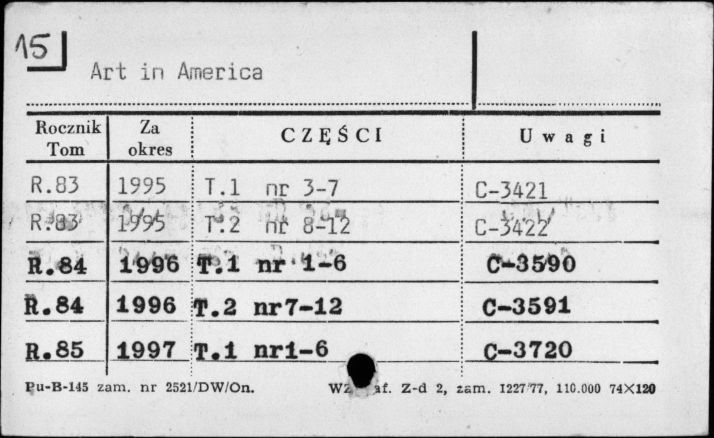 15
Art in America
Rocznik Tom Za okres CZĘŚCI Uwagi
R.83 1995 T.1 nr 3-7 C-3421
R.83 1995 T.2 nr 8-12 C-3422
R.84 1996 T.1 nr 1-6 C-3590
R.84 1996 T.2 nr7-12 C-3591
R.85 1997 T.1 nr1-6 C-3720
Pu-B-145 zam. nr 2521/DW/On. Z-d 2, zam. 1227/77, 110.000 74X120